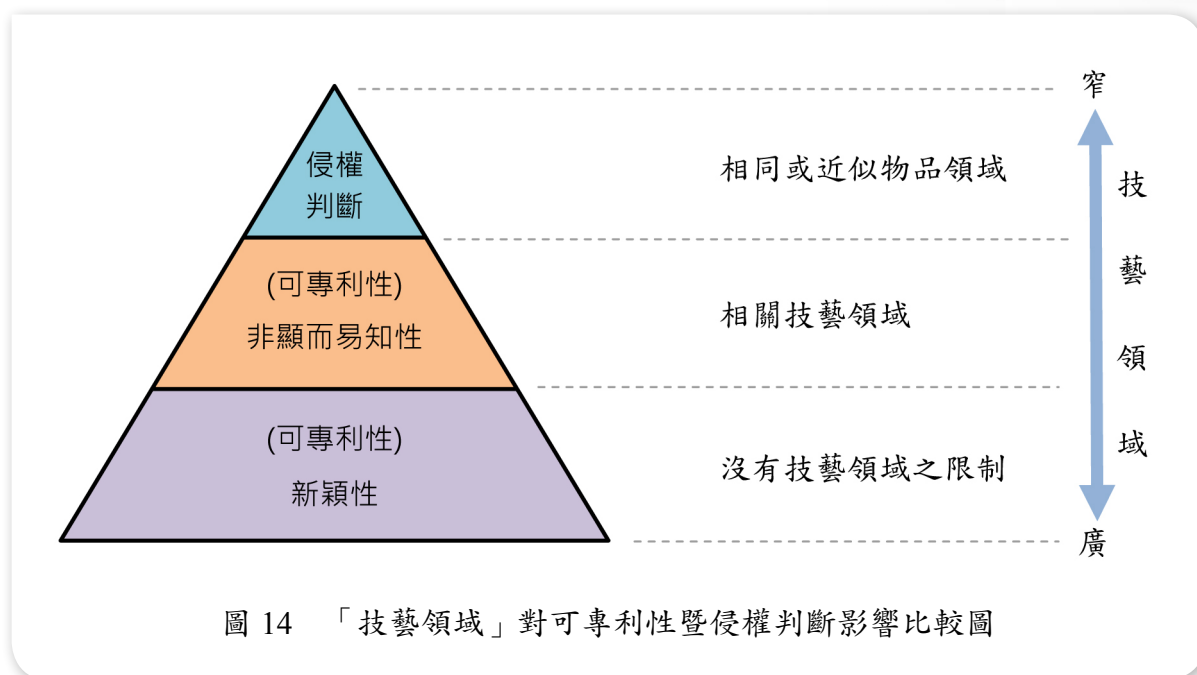 窄
侵權
判斷
相同或近似物品領域
(可專利性)
非顯而易知性
相關技藝領域
(可專利性)
新穎性
沒有技藝領域之限制
技
藝
領
域
廣
圖 14 「技藝領域」對可專利性暨侵權判斷影響比較圖